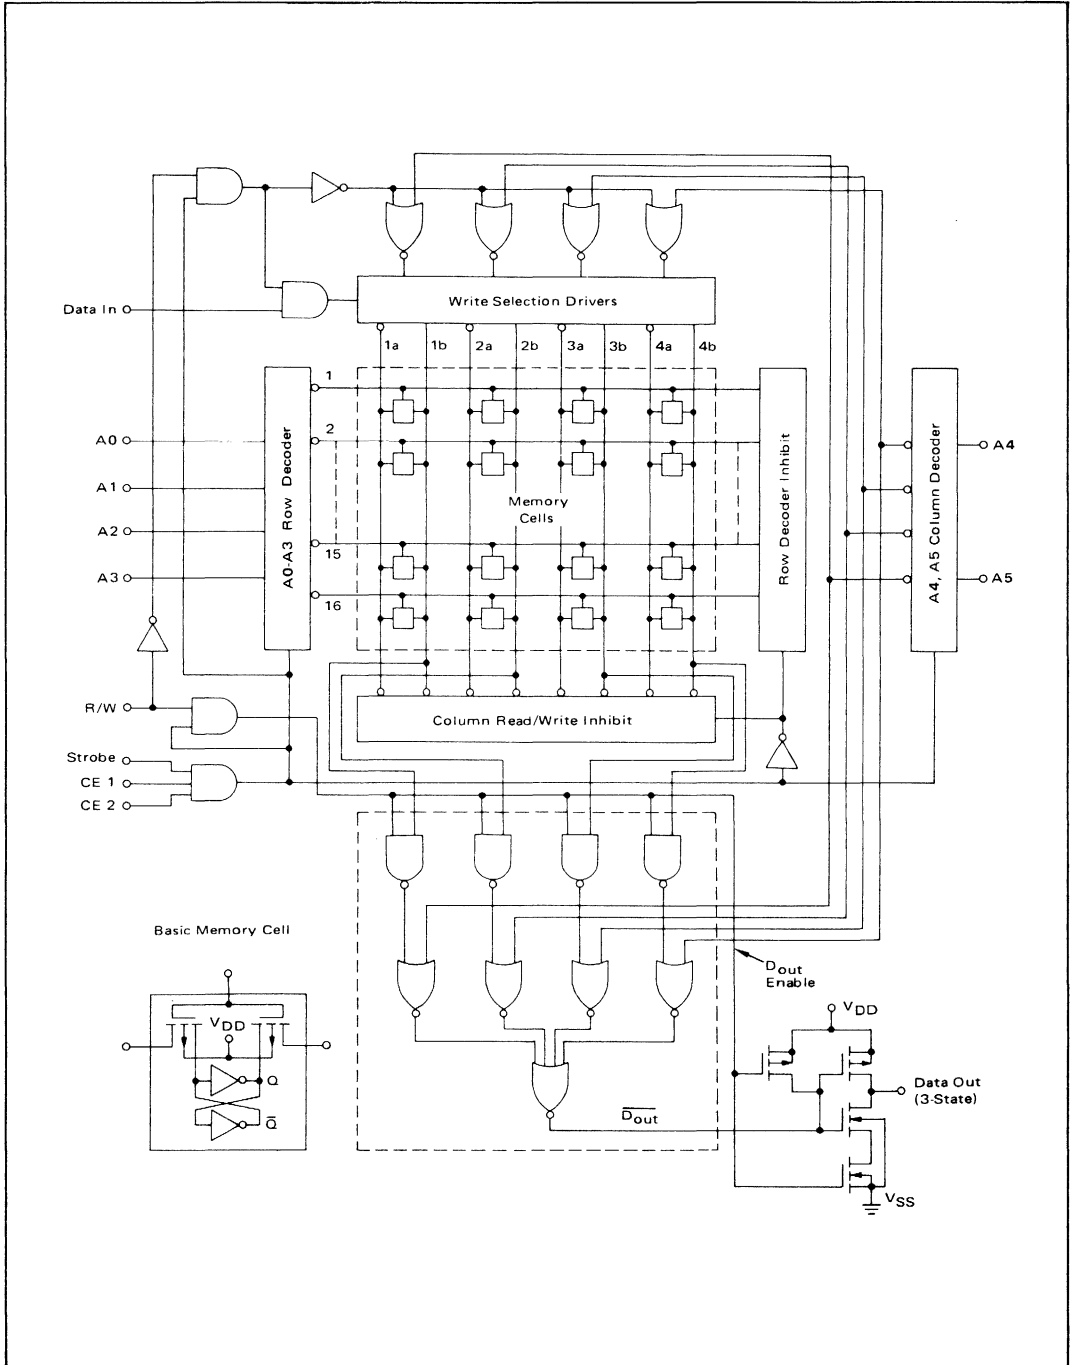 Data In
Write Selection Drivers
1a 1b 2a 2b 3a 3b 4a 4b
1
2
15
16
A0
A1
A2
A3
A0-A3 Row Decoder
Memory
Cells
Row Decoder Inhibit
A4, A5 Column Decoder
A4
A5
R/W
Column Read/Write Inhibit
Strobe
CE 1
CE 2
Basic Memory Cell
VDD
Q
Q̅
Dout
Enable
VDD
Data Out
(3-State)
D̅o̅u̅t̅
VSS